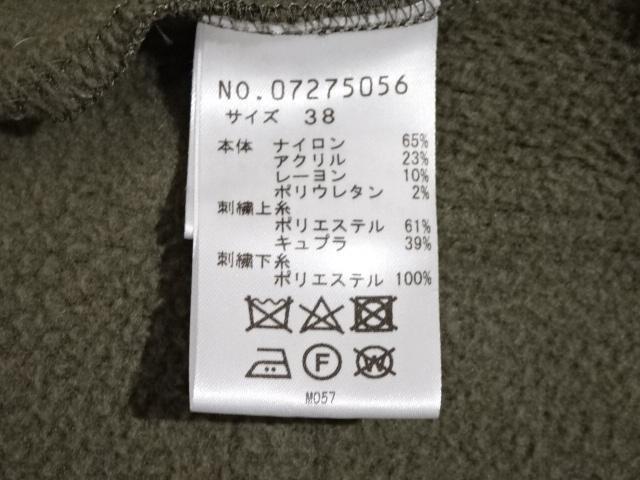 NO.07275056
サイズ 38
本体 ナイロン 65%
アクリル 23%
レーヨン 10%
ポリウレタン 2%
刺繍上糸
ポリエステル 61%
キュプラ 39%
刺繍下糸
ポリエステル 100%
F W
M057